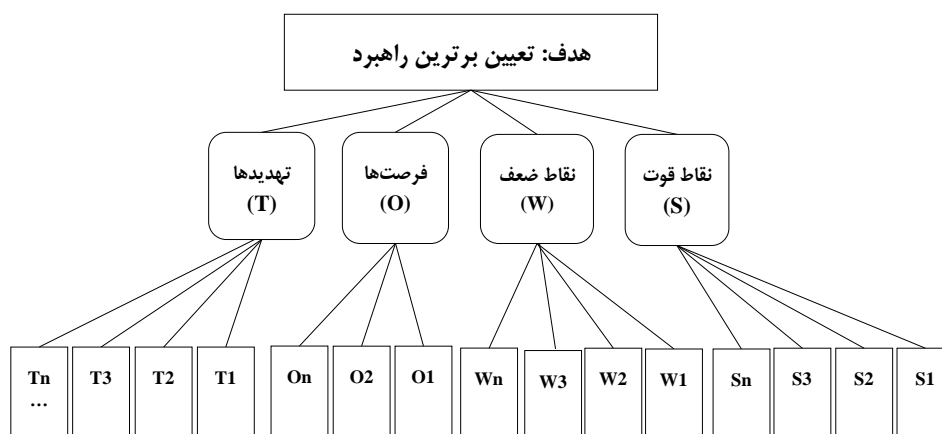 هدف: تعیین برترین راهبرد
نقاط قوت
(S)
نقاط ضعف
(W)
فرصت‌ها
(O)
تهدیدها
(T)
S1
S2
S3
Sn
W1
W2
W3
Wn
O1
O2
On
T1
T2
T3
Tn
...